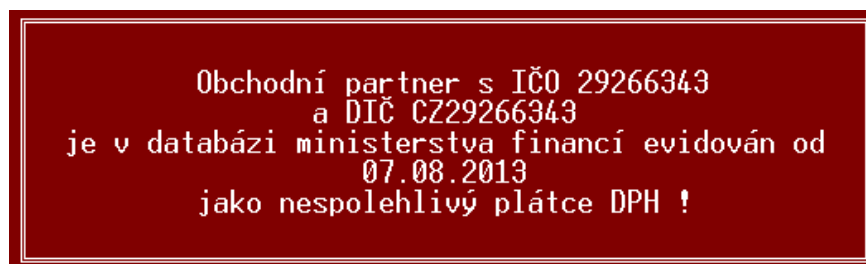 Obchodní partner s IČO 29266343
a DIČ CZ29266343
je v databázi ministerstva financí evidován od
07.08.2013
jako nespolehlivý plátce DPH !